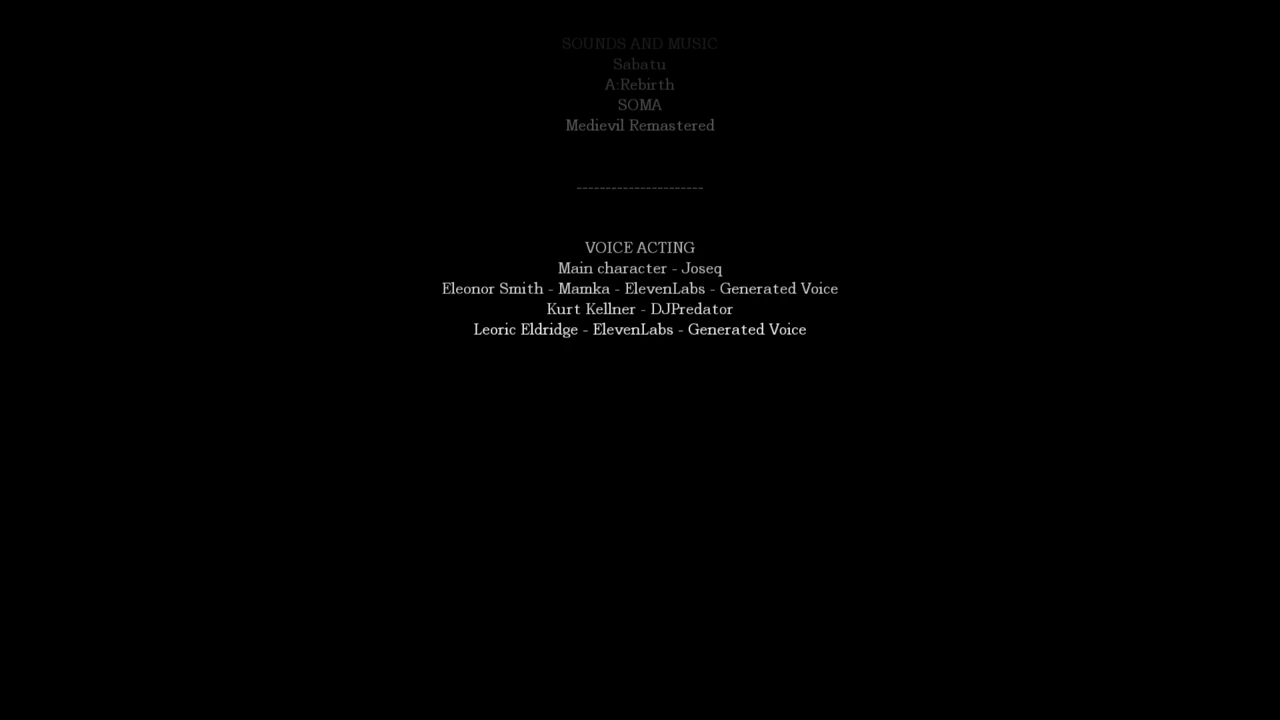 SOUNDS AND MUSIC
Sabatu
A:Rebirth
SOMA
Medievil Remastered
----------------------
VOICE ACTING
Main character - Joseq
Eleonor Smith - Mamka - ElevenLabs - Generated Voice
Kurt Kellner - DJPredator
Leoric Eldridge - ElevenLabs - Generated Voice